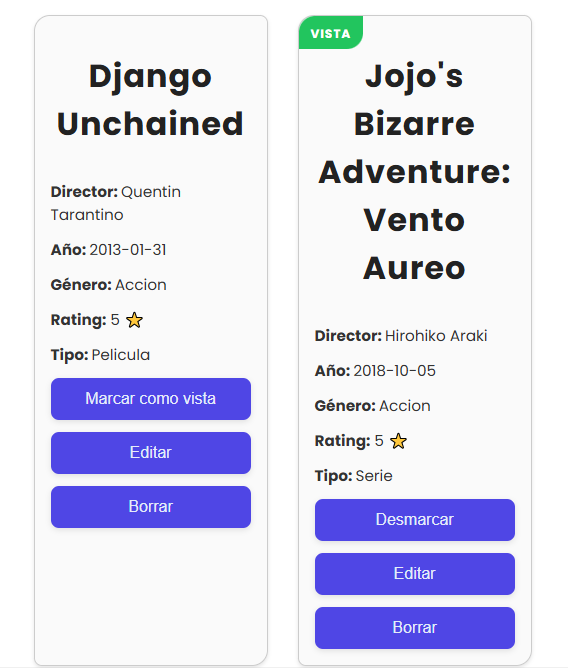 Django
Unchained
Director: Quentin
Tarantino
Año: 2013-01-31
Género: Accion
Rating: 5 ⭐
Tipo: Pelicula
Marcar como vista
Editar
Borrar
VISTA
Jojo's
Bizarre
Adventure:
Vento
Aureo
Director: Hirohiko Araki
Año: 2018-10-05
Género: Accion
Rating: 5 ⭐
Tipo: Serie
Desmarcar
Editar
Borrar